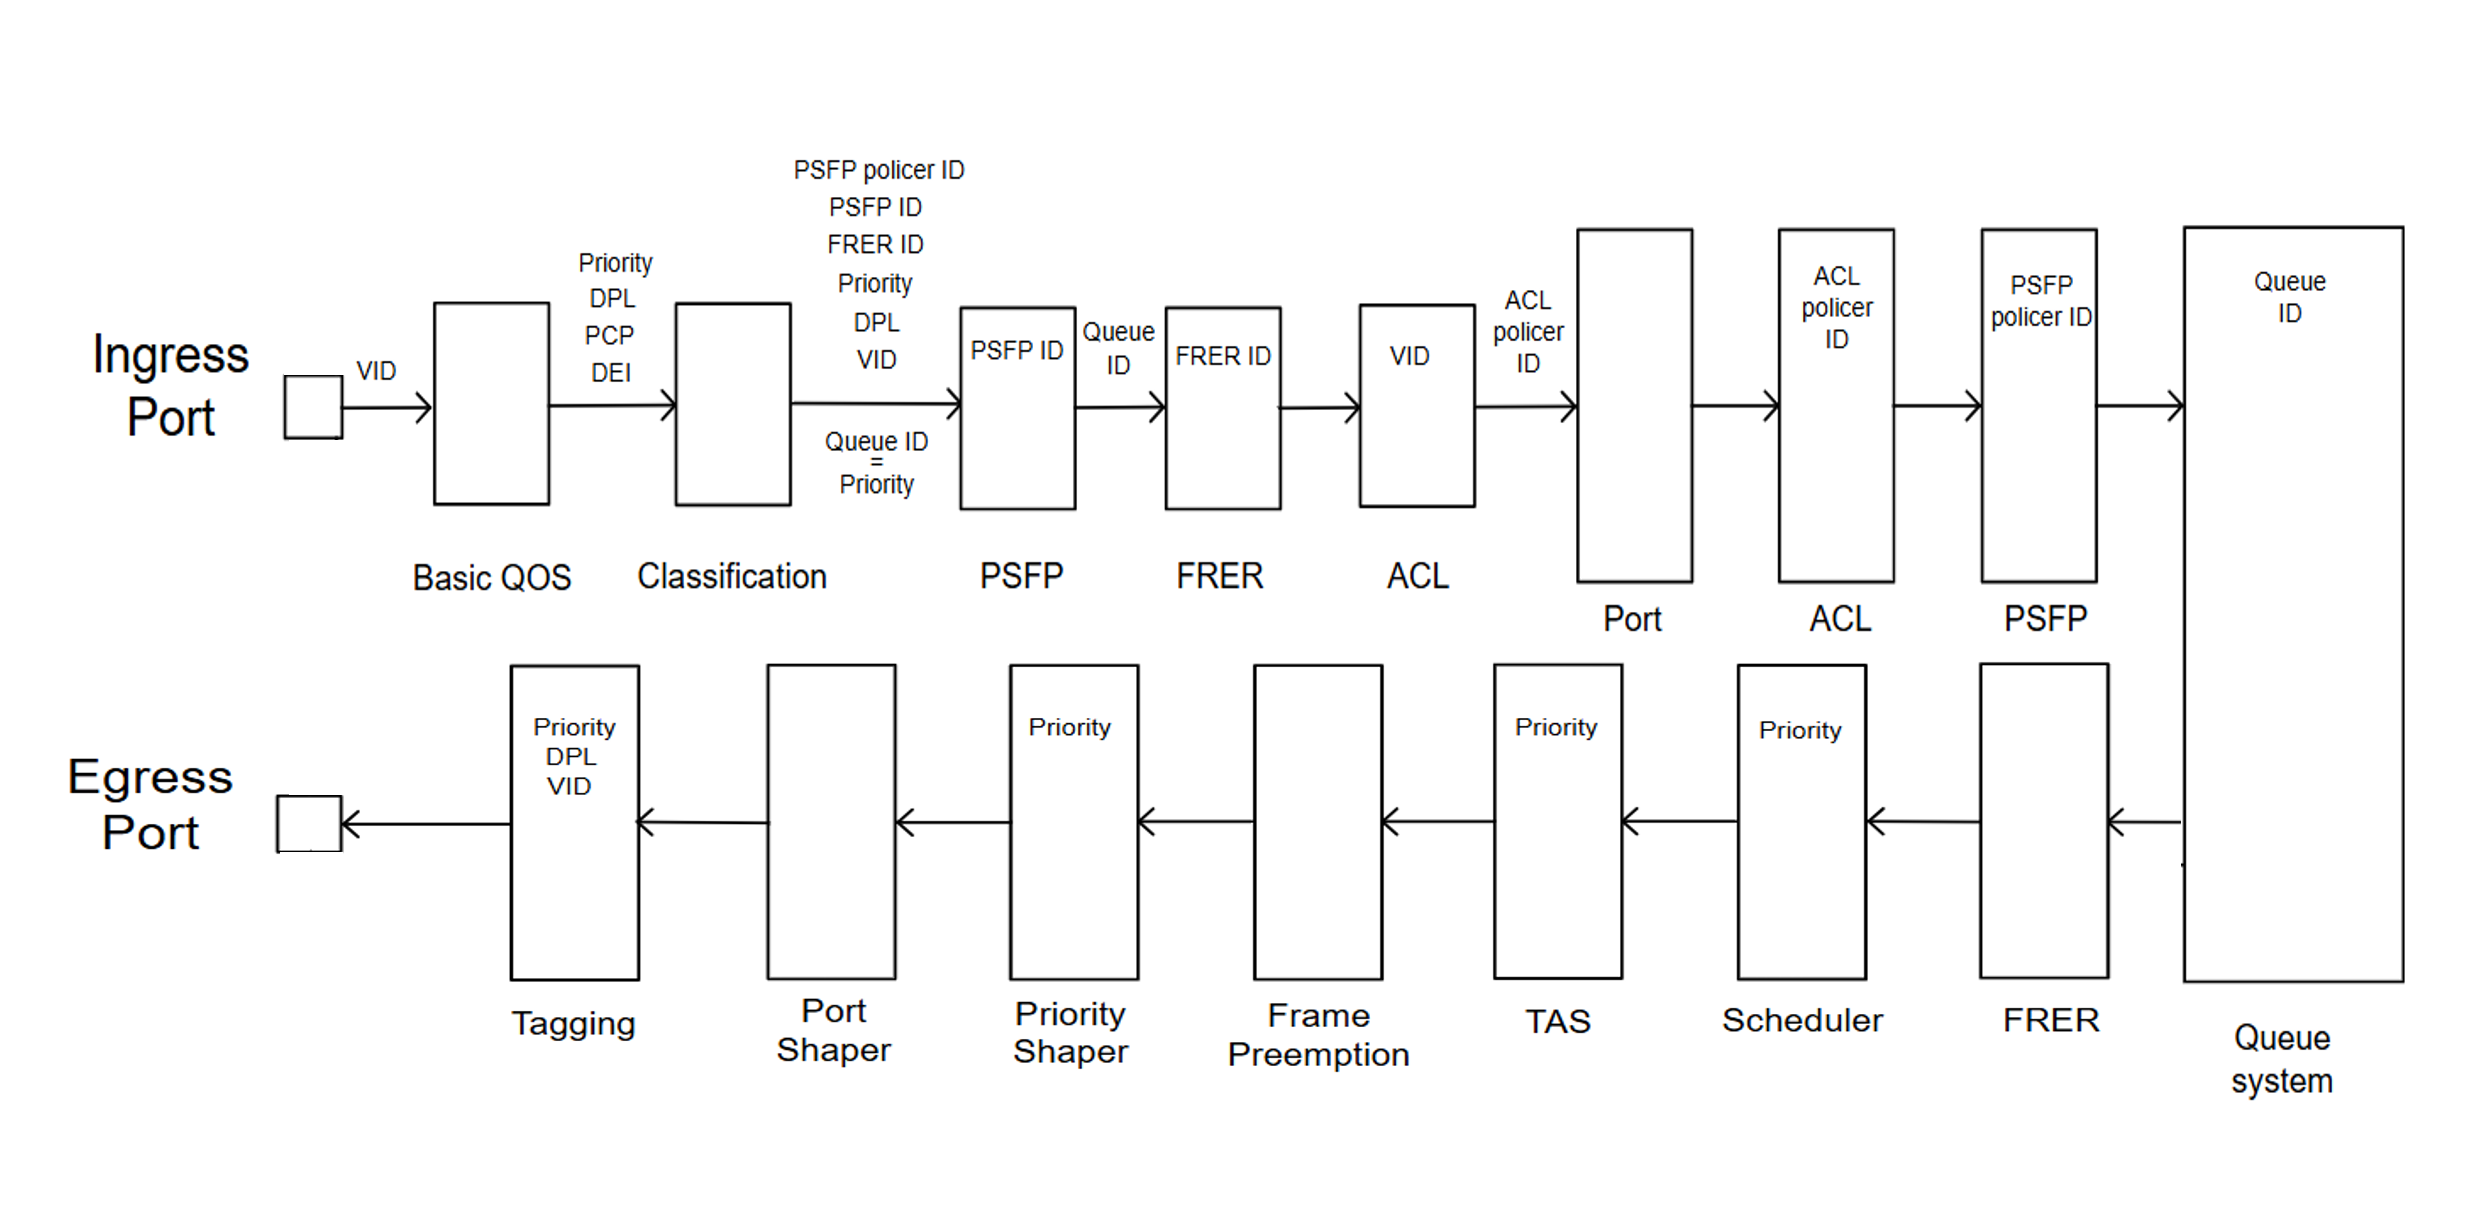 PSFP policer ID
PSFP ID
FRER ID
Priority
DPL
VID
Queue ID
=
Priority
Priority
DPL
PCP
DEI
Ingress
Port
VID
PSFP ID
Queue
ID
FRER ID
VID
ACL
policer
ID
ACL
policer
ID
PSFP
policer ID
Queue
ID
Basic QOS
Classification
PSFP
FRER
ACL
Port
ACL
PSFP
Egress
Port
Priority
DPL
VID
Priority
Priority
Priority
Tagging
Port
Shaper
Priority
Shaper
Frame
Preemption
TAS
Scheduler
FRER
Queue
system